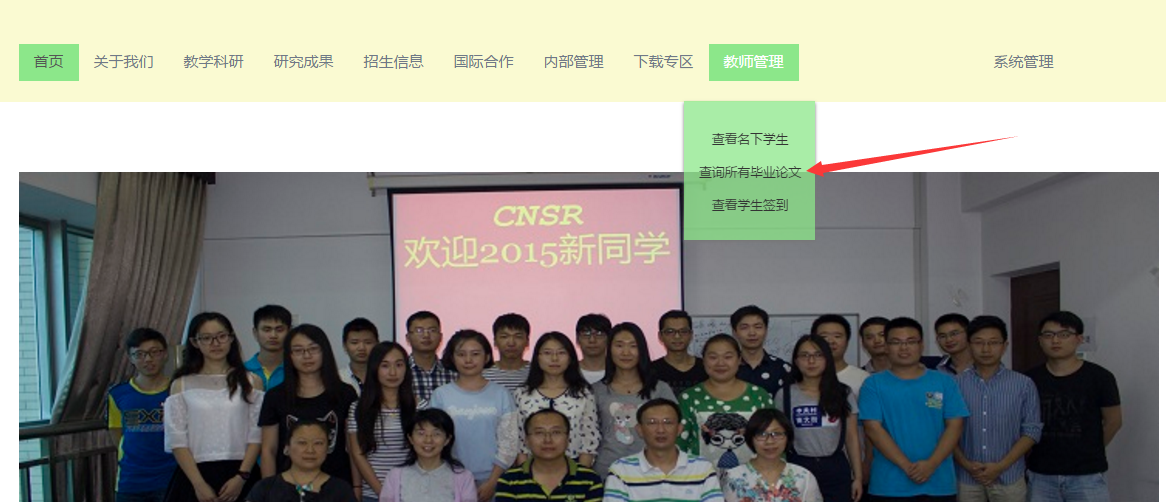 首页 关于我们 教学科研 研究成果 招生信息 国际合作 内部管理 下载专区 教师管理 系统管理
查看名下学生
查询所有毕业论文
查看学生签到
CNSR
欢迎2015新同学